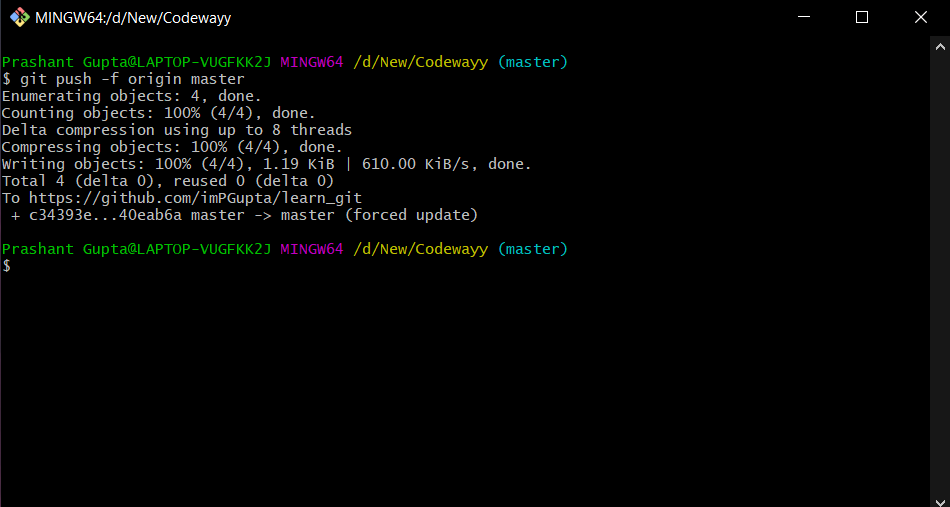 MINGW64:/d/New/Codewayy
Prashant Gupta@LAPTOP-VUGFKK2J MINGW64 /d/New/Codewayy (master)
$ git push -f origin master
Enumerating objects: 4, done.
Counting objects: 100% (4/4), done.
Delta compression using up to 8 threads
Compressing objects: 100% (4/4), done.
Writing objects: 100% (4/4), 1.19 KiB | 610.00 KiB/s, done.
Total 4 (delta 0), reused 0 (delta 0)
To https://github.com/imPGupta/learn_git
 + c34393e...40eab6a master -> master (forced update)
Prashant Gupta@LAPTOP-VUGFKK2J MINGW64 /d/New/Codewayy (master)
$